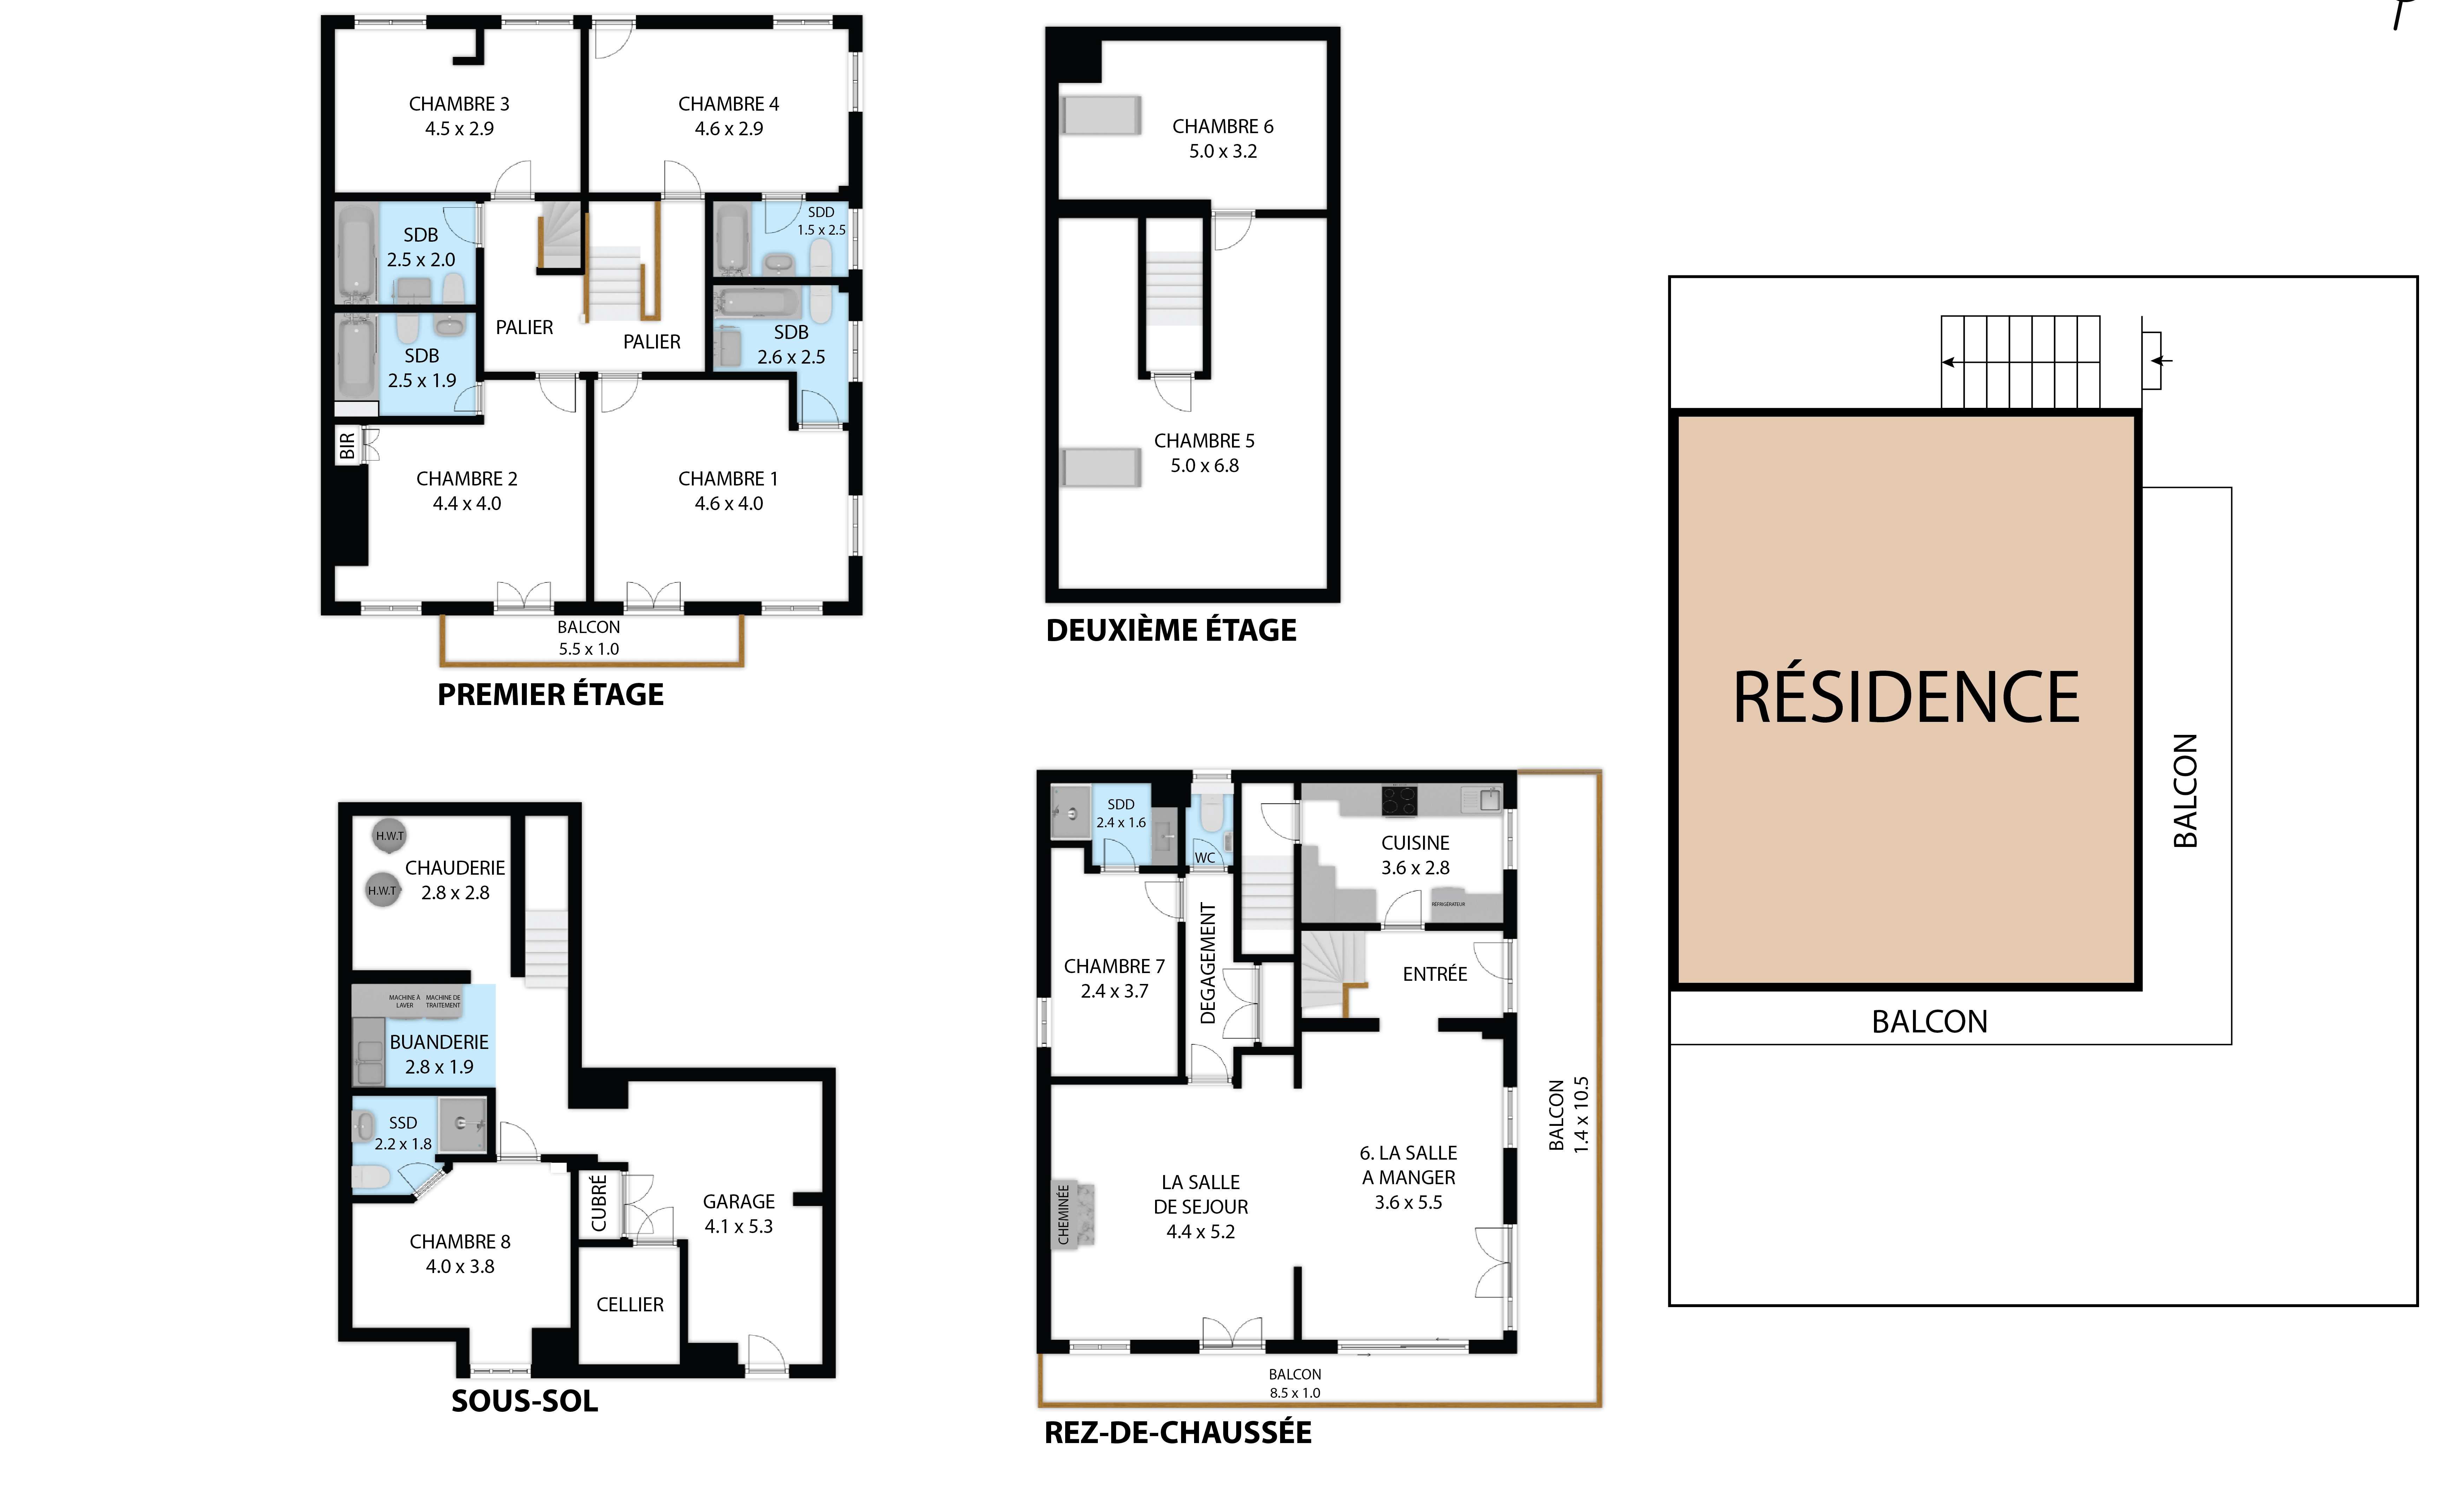 CHAMBRE 3
4.5 x 2.9
CHAMBRE 4
4.6 x 2.9
SDB
2.5 x 2.0
SDD
1.5 x 2.5
SDB
2.5 x 1.9
PALIER
PALIER
SDB
2.6 x 2.5
BIR
CHAMBRE 2
4.4 x 4.0
CHAMBRE 1
4.6 x 4.0
BALCON
5.5 x 1.0
PREMIER ÉTAGE
CHAMBRE 6
5.0 x 3.2
CHAMBRE 5
5.0 x 6.8
DEUXIÈME ÉTAGE
RÉSIDENCE
BALCON
BALCON
H.W.T
CHAUDERIE
2.8 x 2.8
H.W.T
MACHINE À
LAVER
MACHINE DE
TRAITEMENT
BUANDERIE
2.8 x 1.9
SSD
2.2 x 1.8
CUBRÉ
GARAGE
4.1 x 5.3
CHAMBRE 8
4.0 x 3.8
CELLIER
SOUS-SOL
SDD
2.4 x 1.6
WC
CUISINE
3.6 x 2.8
RÉFRIGÉRATEUR
CHAMBRE 7
2.4 x 3.7
DEGAGEMENT
ENTRÉE
CHEMINÉE
LA SALLE
DE SEJOUR
4.4 x 5.2
6. LA SALLE
A MANGER
3.6 x 5.5
BALCON
1.4 x 10.5
BALCON
8.5 x 1.0
REZ-DE-CHAUSSÉE